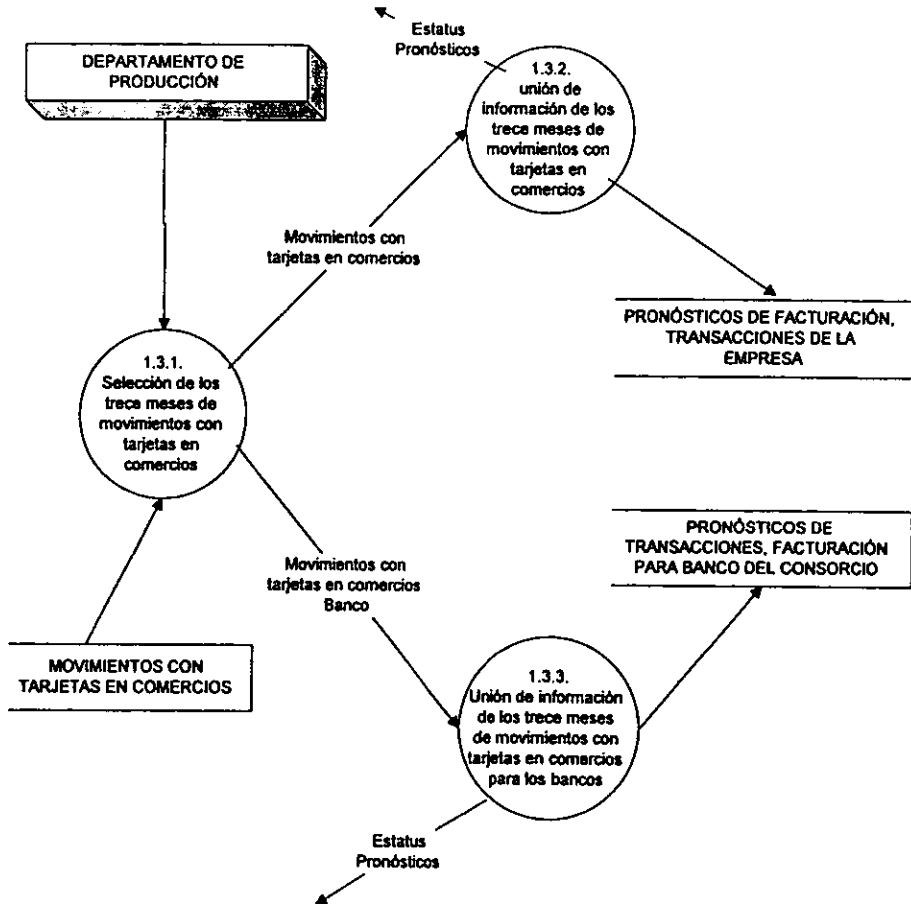 Estatus
Pronósticos
DEPARTAMENTO DE
PRODUCCIÓN
1.3.2.
unión de
información de los
trece meses de
movimientos con
tarjetas en
comercios
Movimientos con
tarjetas en comercios
PRONÓSTICOS DE FACTURACIÓN,
TRANSACCIONES DE LA
EMPRESA
1.3.1.
Selección de los
trece meses de
movimientos con
tarjetas en
comercios
PRONÓSTICOS DE
TRANSACCIONES, FACTURACIÓN
PARA BANCO DEL CONSORCIO
Movimientos con
tarjetas en comercios
Banco
MOVIMIENTOS CON
TARJETAS EN COMERCIOS
1.3.3.
Unión de información
de los trece meses
de movimientos con
tarjetas en comercios
para los bancos
Estatus
Pronósticos